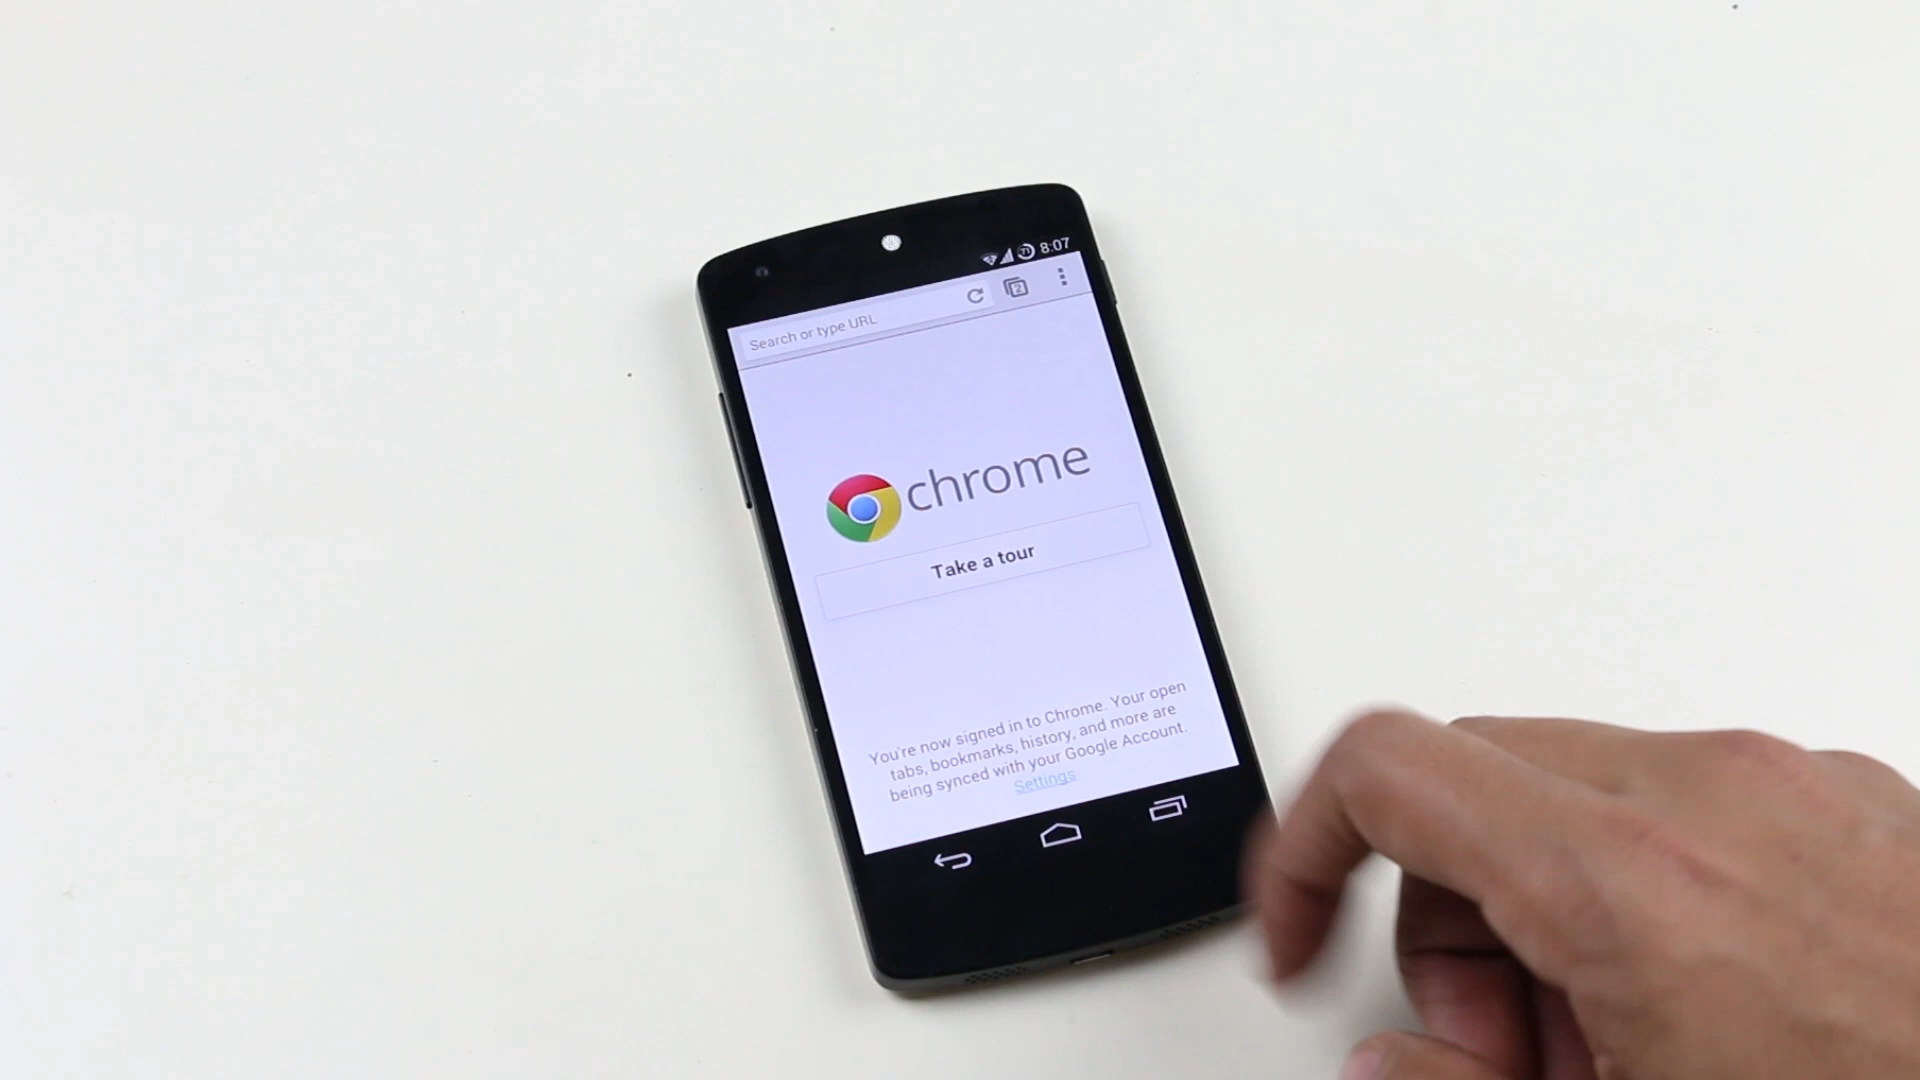 71 8:07
Search or type URL
2
chrome
Take a tour
You're now signed in to Chrome. Your open
tabs, bookmarks, history, and more are
being synced with your Google Account.
Settings